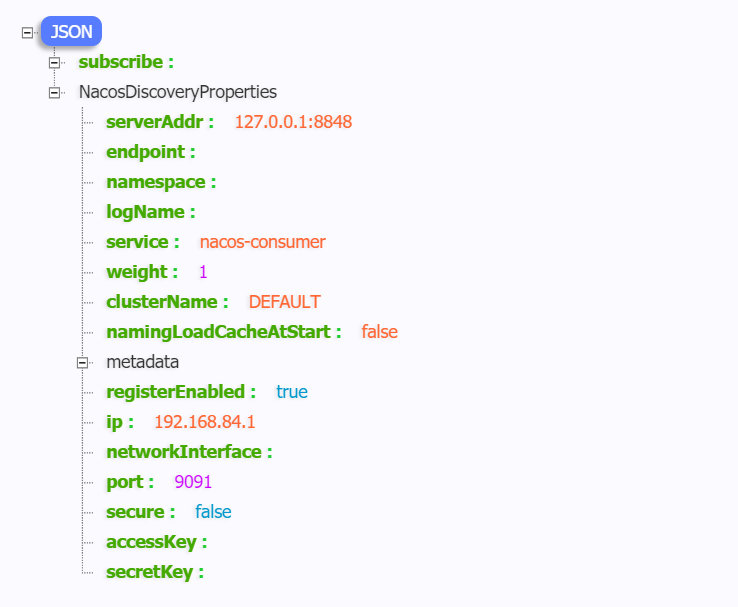 JSON
subscribe :
NacosDiscoveryProperties
serverAddr : 127.0.0.1:8848
endpoint :
namespace :
logName :
service : nacos-consumer
weight : 1
clusterName : DEFAULT
namingLoadCacheAtStart : false
metadata
registerEnabled : true
ip : 192.168.84.1
networkInterface :
port : 9091
secure : false
accessKey :
secretKey :